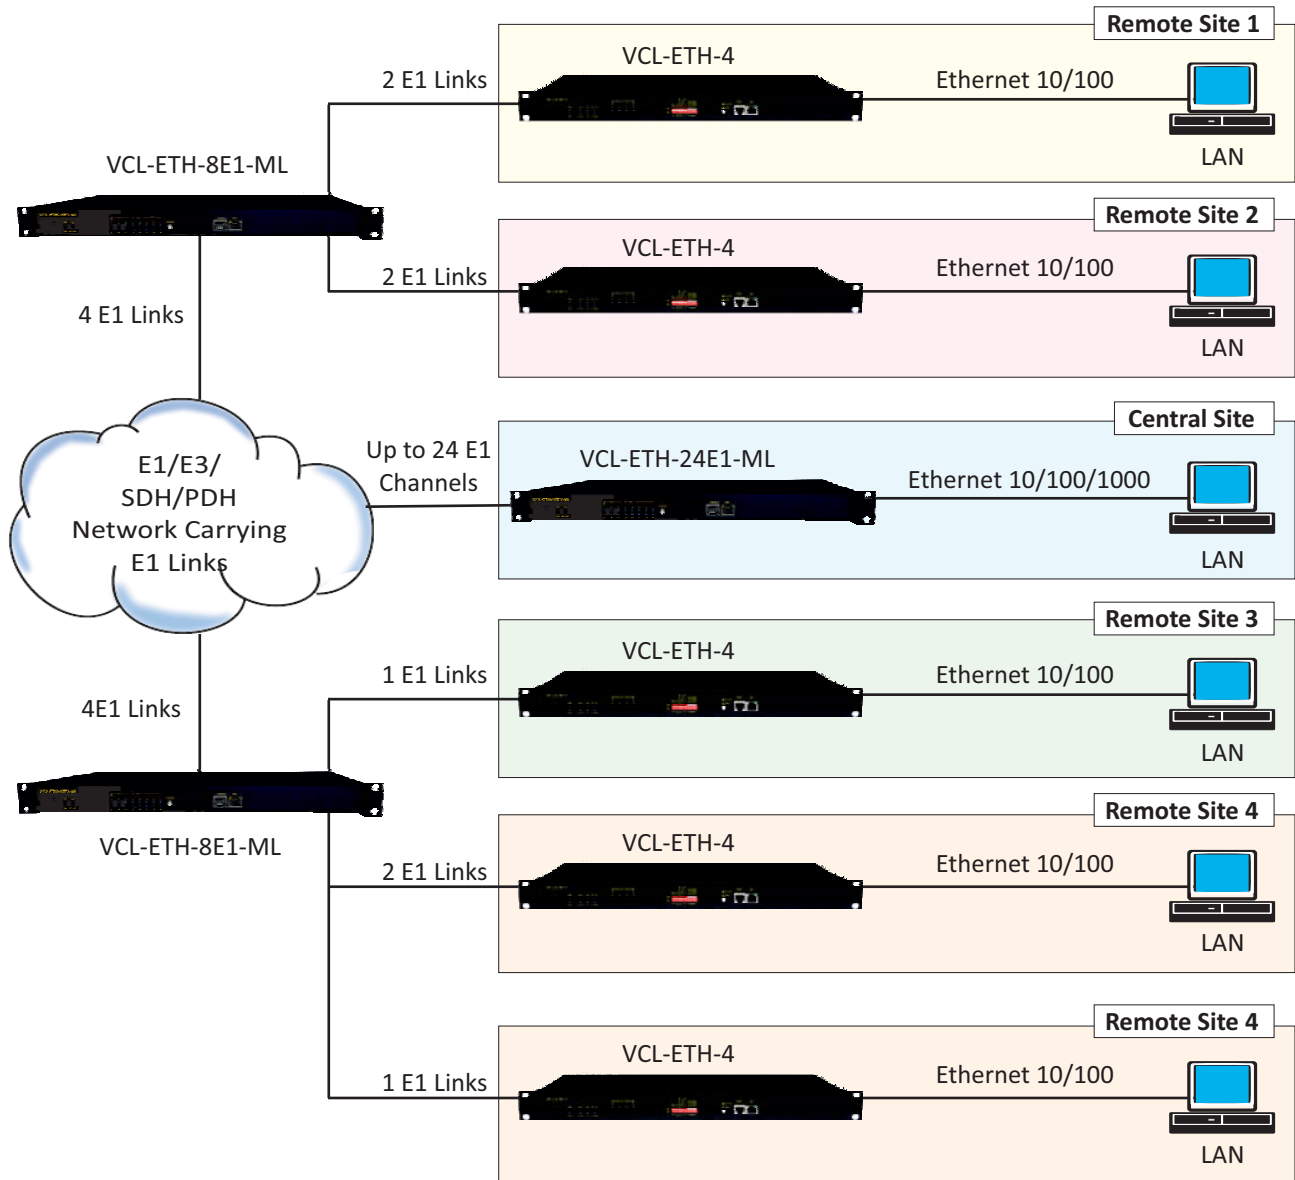 Remote Site 1
VCL-ETH-4
2 E1 Links
Ethernet 10/100
LAN
VCL-ETH-8E1-ML
Remote Site 2
VCL-ETH-4
2 E1 Links
Ethernet 10/100
LAN
4 E1 Links
Central Site
E1/E3/
SDH/PDH
Network Carrying
E1 Links
Up to 24 E1
Channels
VCL-ETH-24E1-ML
Ethernet 10/100/1000
LAN
Remote Site 3
VCL-ETH-4
1 E1 Links
Ethernet 10/100
LAN
4E1 Links
VCL-ETH-8E1-ML
Remote Site 4
VCL-ETH-4
2 E1 Links
Ethernet 10/100
LAN
Remote Site 4
VCL-ETH-4
1 E1 Links
Ethernet 10/100
LAN